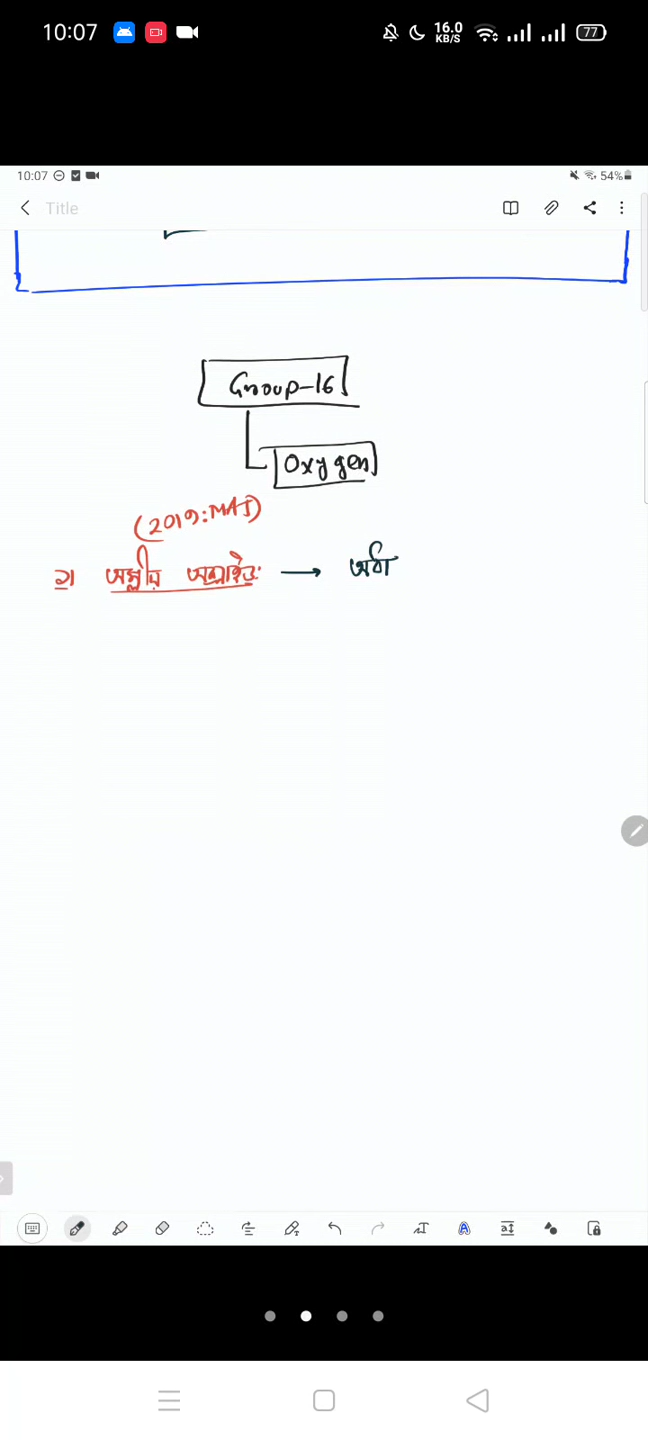 10:07
16.0 KB/S
77
10:07
54%
Title
Group-16
Oxygen
(2019:MAT)
২। অম্লীয় অক্সাইড: → অধা